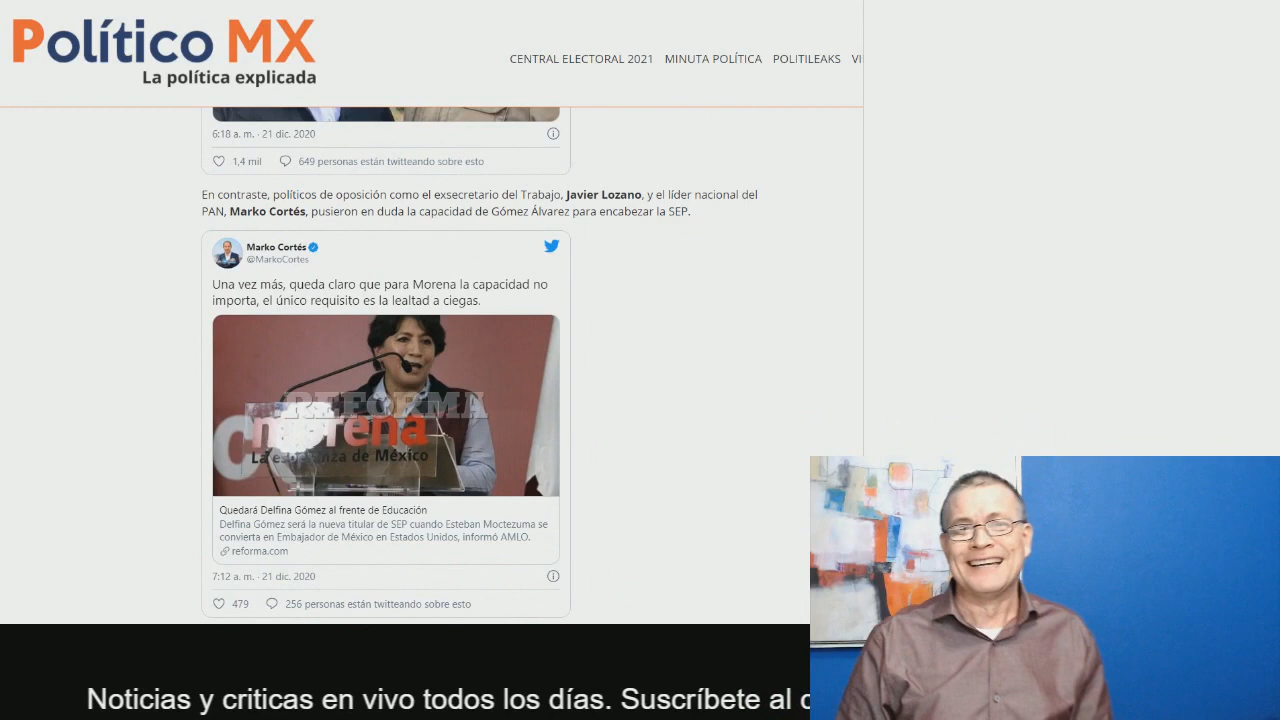 Político MX
La política explicada
CENTRAL ELECTORAL 2021 MINUTA POLÍTICA POLITILEAKS VI
6:18 a. m. · 21 dic. 2020
1,4 mil 649 personas están twitteando sobre esto
En contraste, políticos de oposición como el exsecretario del Trabajo, Javier Lozano, y el líder nacional del
PAN, Marko Cortés, pusieron en duda la capacidad de Gómez Álvarez para encabezar la SEP.
Marko Cortés
@MarkoCortes
Una vez más, queda claro que para Morena la capacidad no
importa, el único requisito es la lealtad a ciegas.
REFORMA
morena
La esperanza de México
Quedará Delfina Gómez al frente de Educación
Delfina Gómez será la nueva titular de SEP cuando Esteban Moctezuma se
convierta en Embajador de México en Estados Unidos, informó AMLO.
reforma.com
7:12 a. m. · 21 dic. 2020
479 256 personas están twitteando sobre esto
Noticias y criticas en vivo todos los días. Suscríbete al c